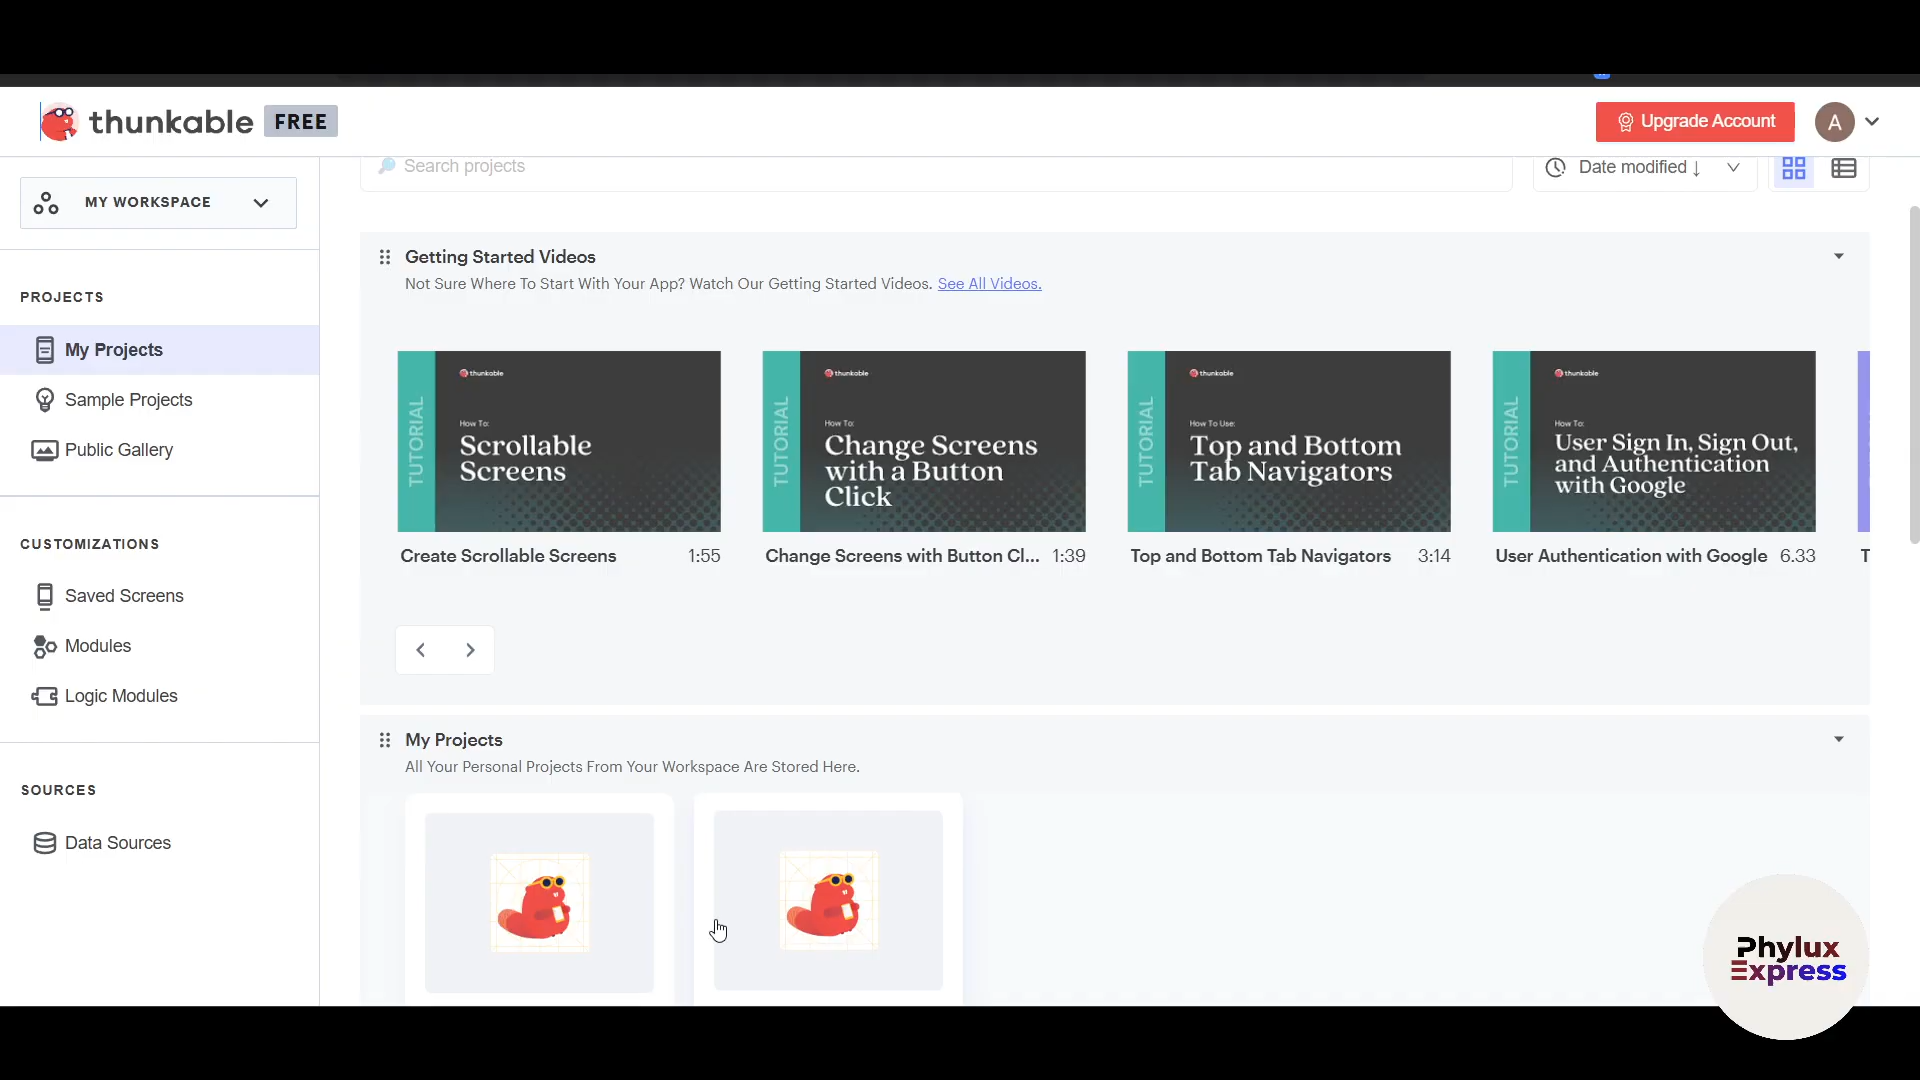 thunkable FREE
Upgrade Account
A
Search projects
Date modified ↓
MY WORKSPACE
PROJECTS
My Projects
Sample Projects
Public Gallery
CUSTOMIZATIONS
Saved Screens
Modules
Logic Modules
SOURCES
Data Sources
Getting Started Videos
Not Sure Where To Start With Your App? Watch Our Getting Started Videos. See All Videos.
TUTORIAL
thunkable
How To:
Scrollable
Screens
Create Scrollable Screens 1:55
TUTORIAL
thunkable
How To:
Change Screens
with a Button
Click
Change Screens with Button Cl... 1:39
TUTORIAL
thunkable
How To Use:
Top and Bottom
Tab Navigators
Top and Bottom Tab Navigators 3:14
TUTORIAL
thunkable
How To:
User Sign In, Sign Out,
and Authentication
with Google
User Authentication with Google 6.33
T
My Projects
All Your Personal Projects From Your Workspace Are Stored Here.
Phylux
Express